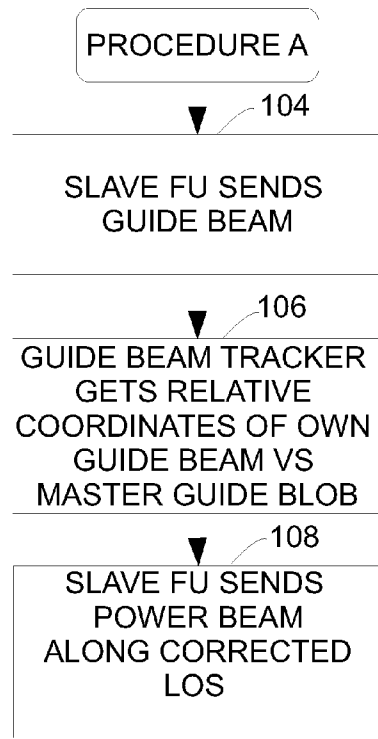 PROCEDURE A
104
SLAVE FU SENDS
GUIDE BEAM
106
GUIDE BEAM TRACKER
GETS RELATIVE
COORDINATES OF OWN
GUIDE BEAM VS
MASTER GUIDE BLOB
108
SLAVE FU SENDS
POWER BEAM
ALONG CORRECTED
LOS